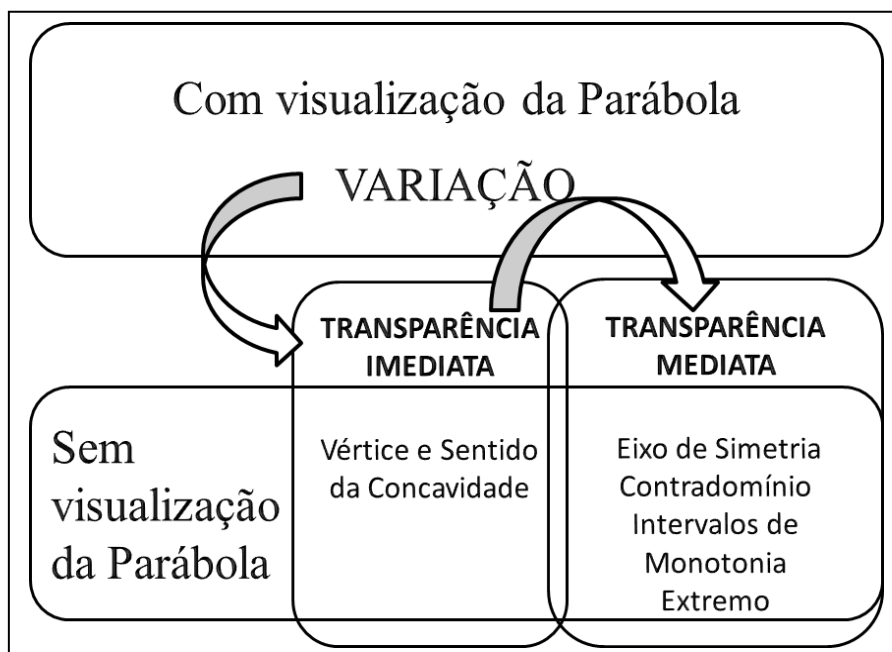 Com visualização da Parábola
VARIAÇÃO
TRANSPARÊNCIA
IMEDIATA
TRANSPARÊNCIA
MEDIATA
Sem
visualização
da Parábola
Vértice e Sentido
da Concavidade
Eixo de Simetria
Contradomínio
Intervalos de
Monotonia
Extremo